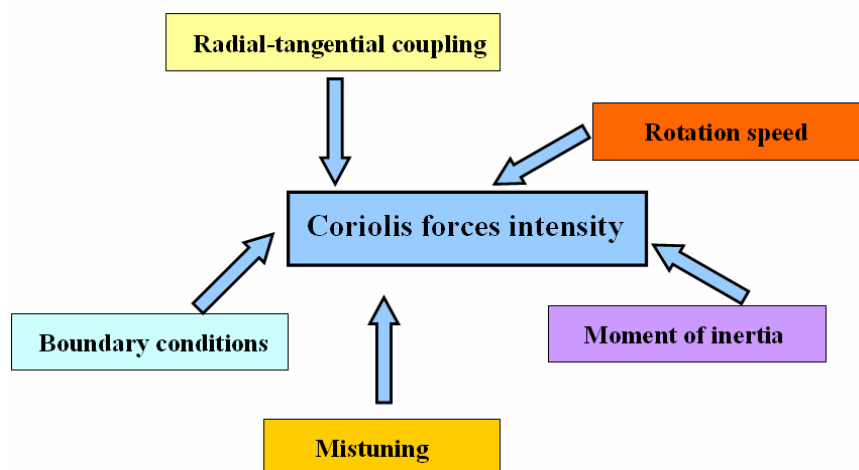 Radial-tangential coupling
Rotation speed
Coriolis forces intensity
Boundary conditions
Moment of inertia
Mistuning